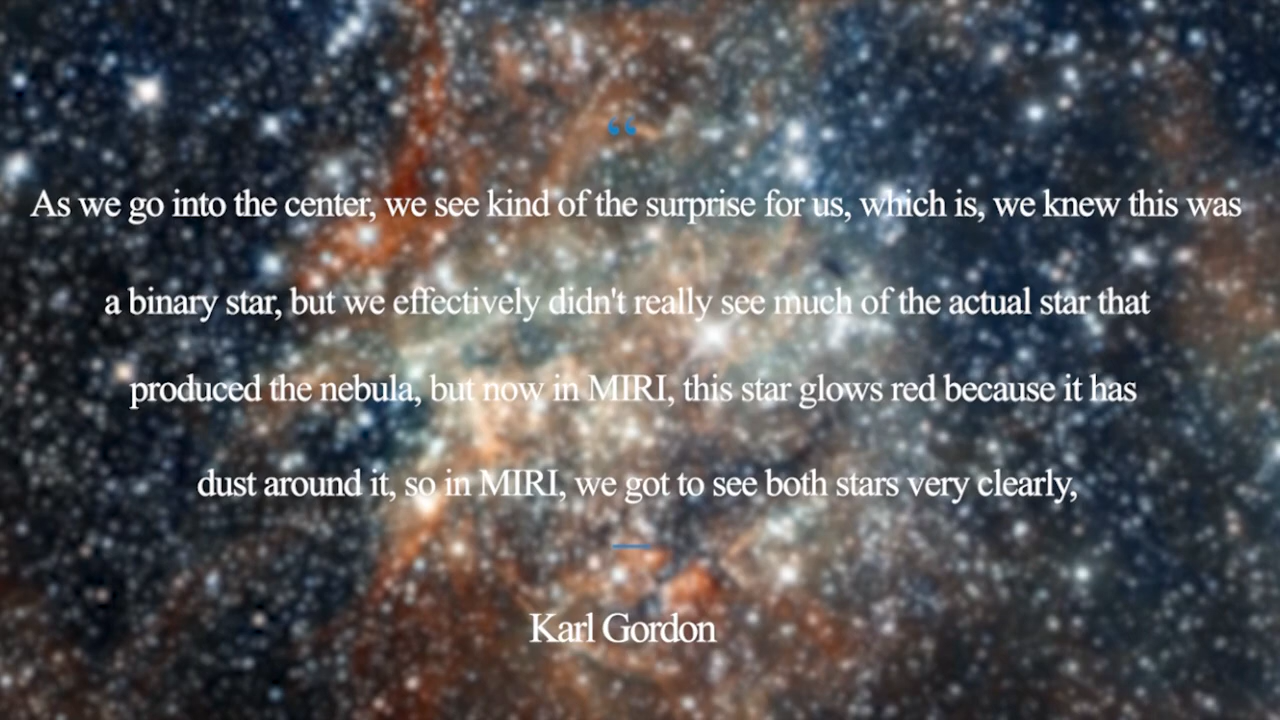 “
As we go into the center, we see kind of the surprise for us, which is, we knew this was
a binary star, but we effectively didn't really see much of the actual star that
produced the nebula, but now in MIRI, this star glows red because it has
dust around it, so in MIRI, we got to see both stars very clearly,
Karl Gordon